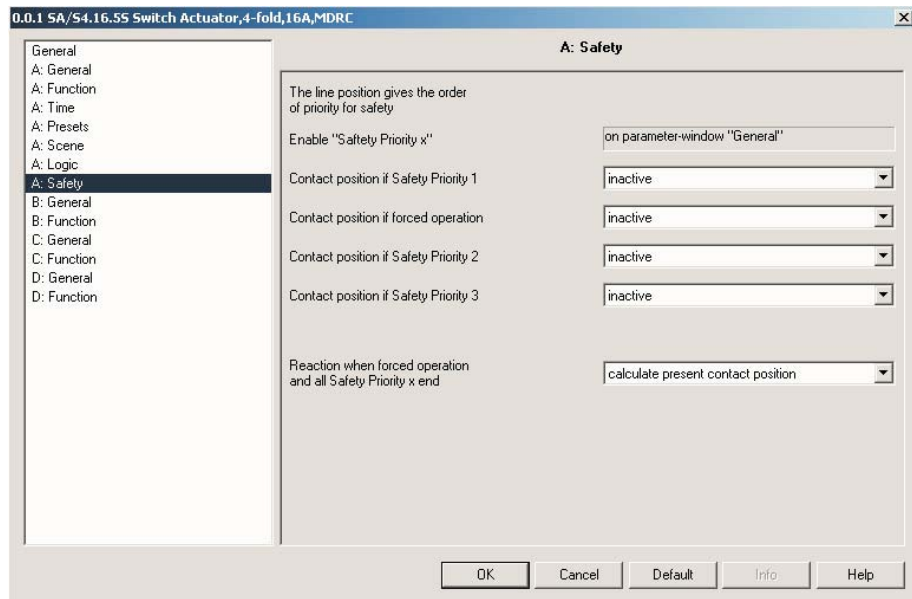 0.0.1 SA/S4.16.5S Switch Actuator,4-fold,16A,MDRC
General
A: General
A: Function
A: Time
A: Presets
A: Scene
A: Logic
A: Safety
B: General
B: Function
C: General
C: Function
D: General
D: Function
A: Safety
The line position gives the order
of priority for safety
Enable "Saftety Priority x"
on parameter-window "General"
Contact position if Safety Priority 1
inactive
Contact position if forced operation
inactive
Contact position if Safety Priority 2
inactive
Contact position if Safety Priority 3
inactive
Reaction when forced operation
and all Safety Priority x end
calculate present contact position
OK
Cancel
Default
Info
Help